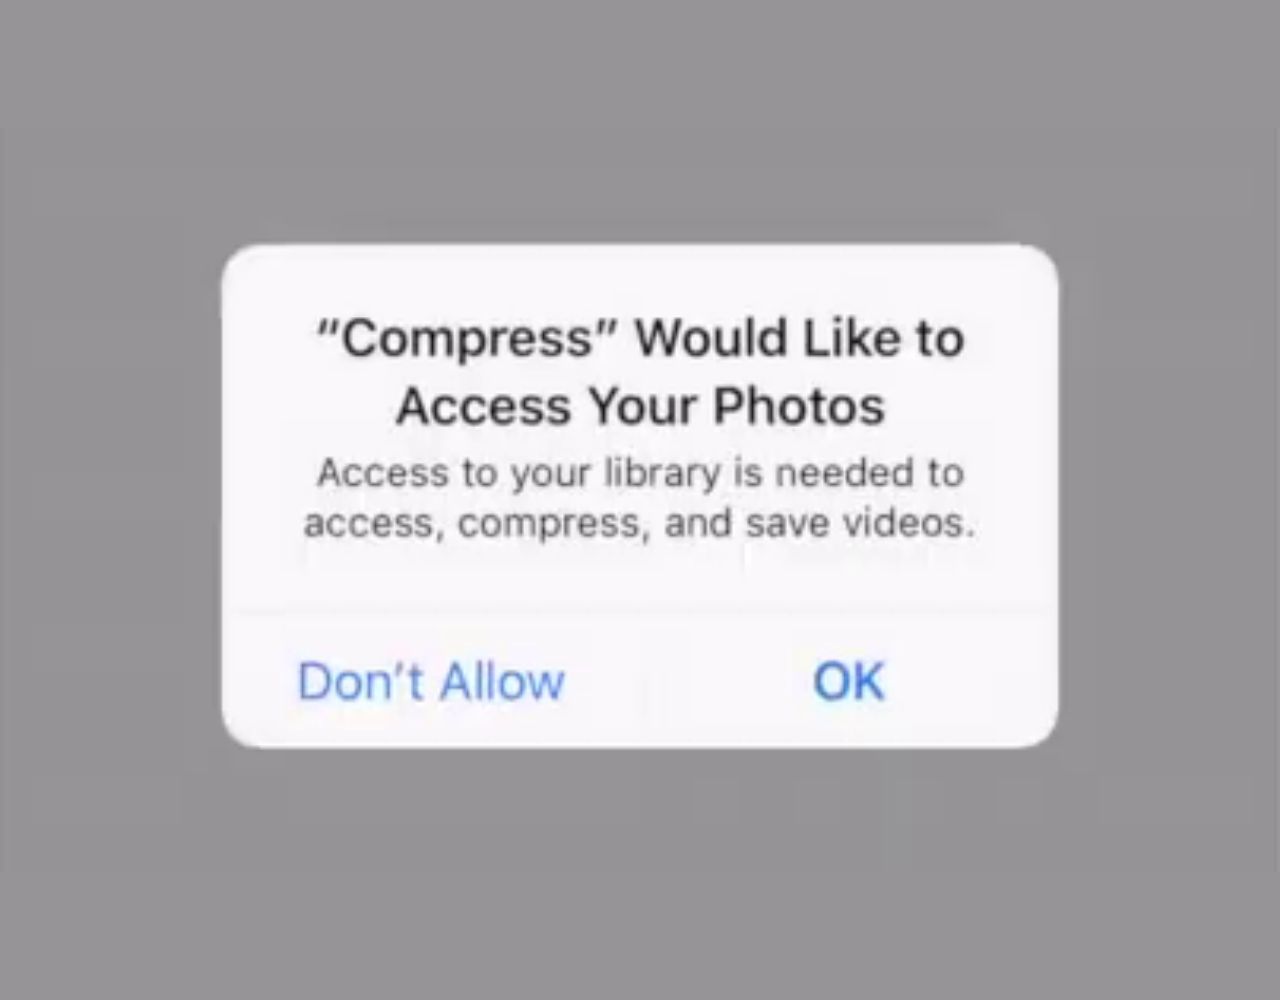 “Compress” Would Like to
Access Your Photos
Access to your library is needed to
access, compress, and save videos.
Don’t Allow
OK